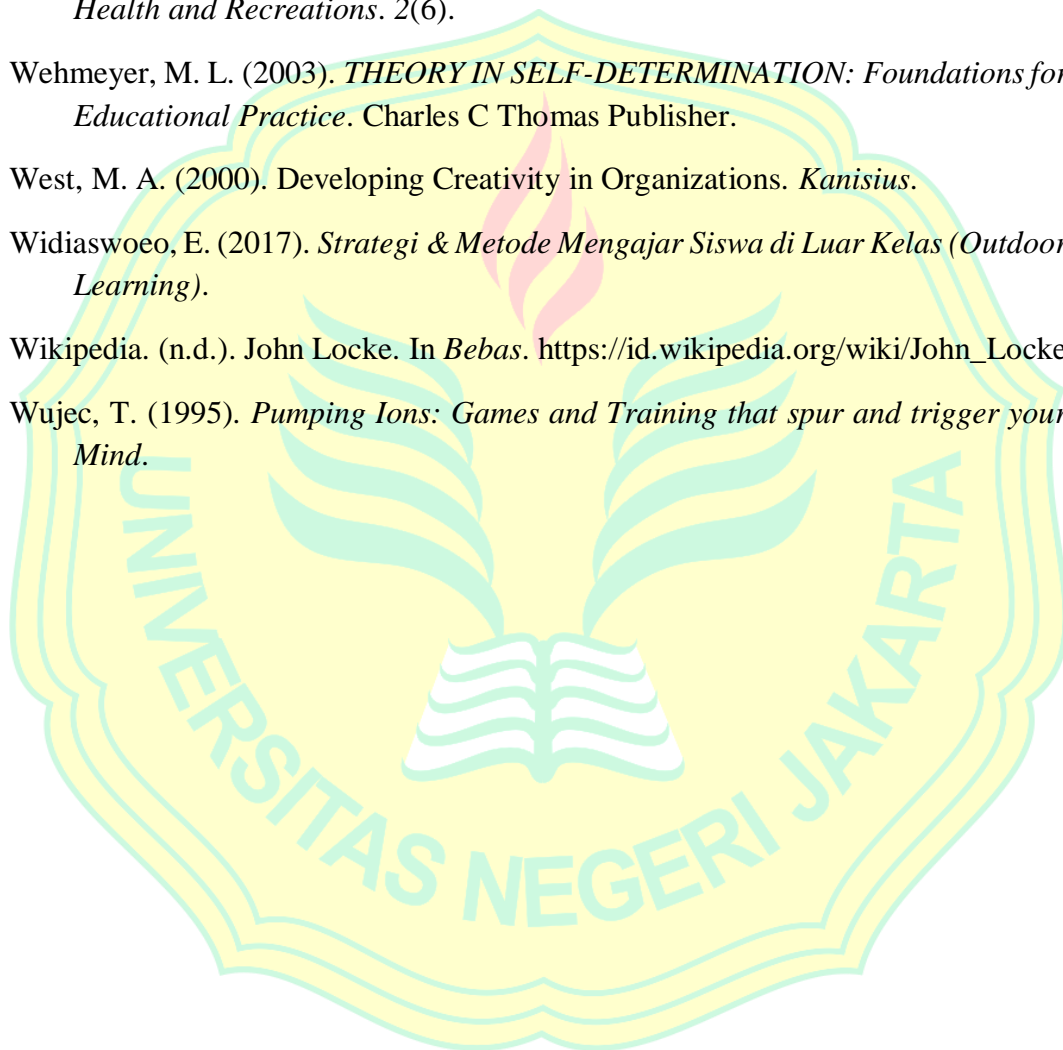 Health and Recreations. 2(6).
Wehmeyer, M. L. (2003). THEORY IN SELF-DETERMINATION: Foundations for
Educational Practice. Charles C Thomas Publisher.
West, M. A. (2000). Developing Creativity in Organizations. Kanisius.
Widiaswoeo, E. (2017). Strategi & Metode Mengajar Siswa di Luar Kelas (Outdoor
Learning).
Wikipedia. (n.d.). John Locke. In Bebas. https://id.wikipedia.org/wiki/John_Locke
Wujec, T. (1995). Pumping Ions: Games and Training that spur and trigger your
Mind.
UNIVERSITAS NEGERI JAKARTA